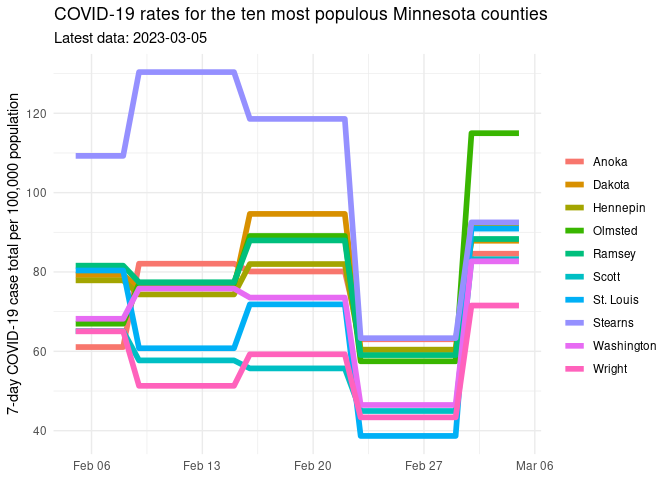 COVID-19 rates for the ten most populous Minnesota counties
Latest data: 2023-03-05
7-day COVID-19 case total per 100,000 population
120
100
80
60
40
Feb 06
Feb 13
Feb 20
Feb 27
Mar 06
Anoka
Dakota
Hennepin
Olmsted
Ramsey
Scott
St. Louis
Stearns
Washington
Wright